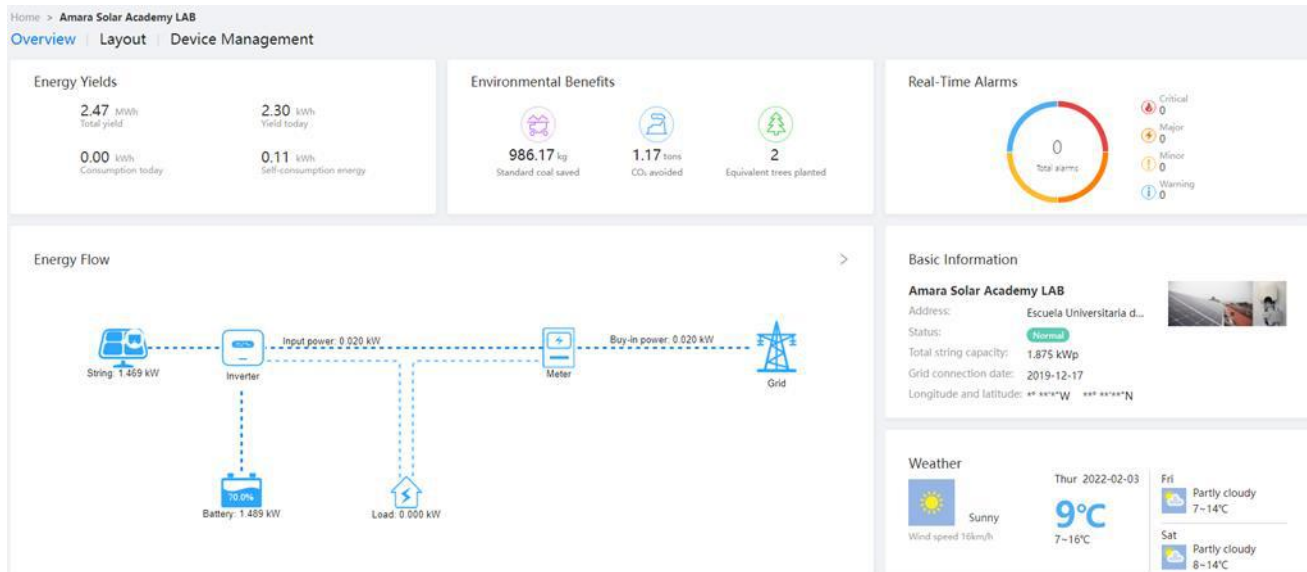 Home > Amara Solar Academy LAB
Overview | Layout | Device Management
Energy Yields
2.47 MWh
Total yield
2.30 kWh
Yield today
0.00 kWh
Consumption today
0.11 kWh
Self-consumption energy
Environmental Benefits
986.17 kg
Standard coal saved
1.17 tons
CO₂ avoided
2
Equivalent trees planted
Real-Time Alarms
0
Total alarms
Critical
0
Major
0
Minor
0
Warning
0
Energy Flow
>
String: 1.469 kW
Input power: 0.020 kW
Inverter
Buy-in power: 0.020 kW
Meter
Grid
70.0%
Battery: 1.489 kW
Load: 0.000 kW
Basic Information
Amara Solar Academy LAB
Address: Escuela Universitaria d...
Status: Normal
Total string capacity: 1.875 kWp
Grid connection date: 2019-12-17
Longitude and latitude: *° **'*"W **° **'**"N
Weather
Sunny
Wind speed 16km/h
Thur 2022-02-03
9°C
7~16°C
Fri
Partly cloudy
7~14°C
Sat
Partly cloudy
8~14°C